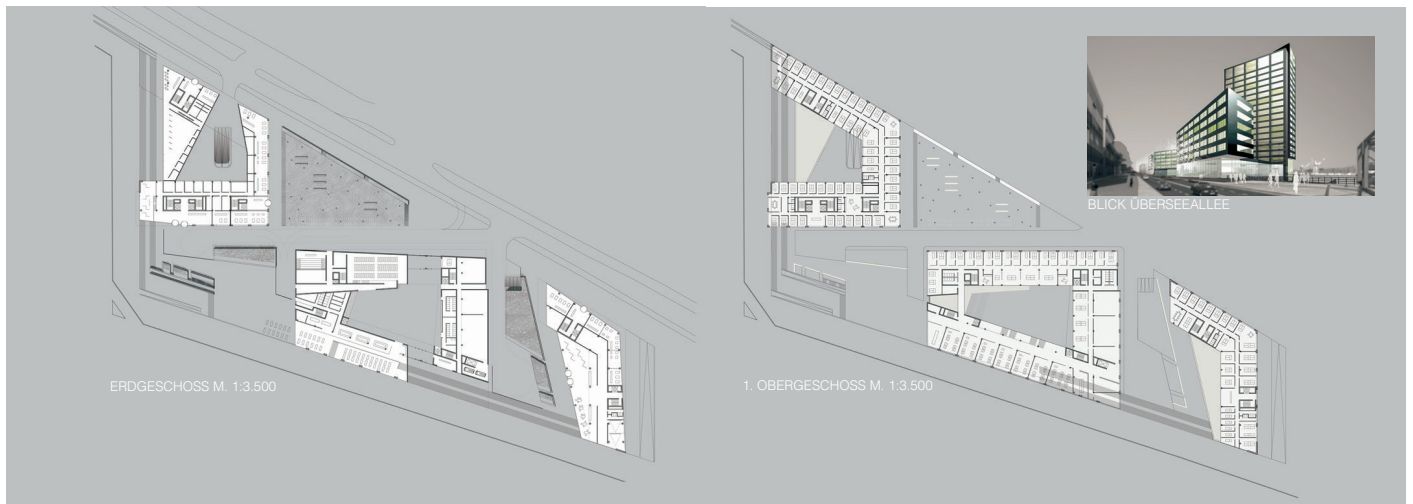 ERDGESCHOSS M. 1:3.500
1. OBERGESCHOSS M. 1:3.500
BLICK ÜBERSEEALLEE